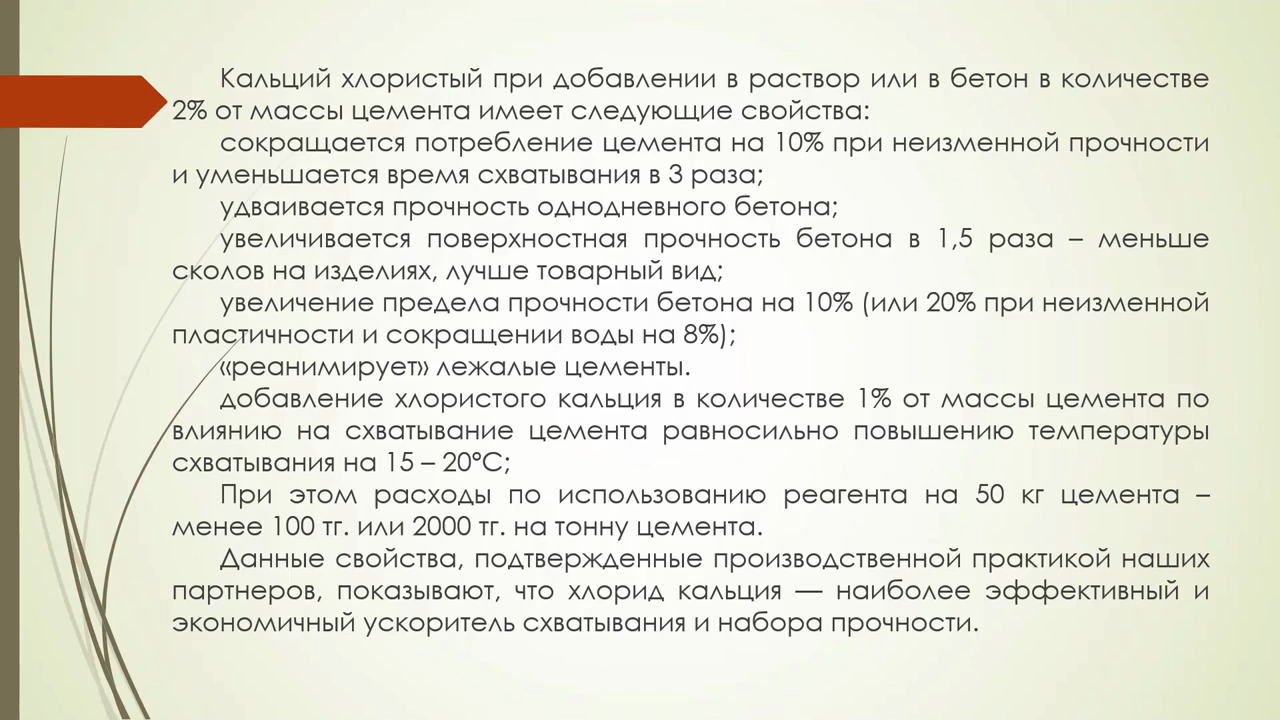 Кальций хлористый при добавлении в раствор или в бетон в количестве
2% от массы цемента имеет следующие свойства:
сокращается потребление цемента на 10% при неизменной прочности
и уменьшается время схватывания в 3 раза;
удваивается прочность однодневного бетона;
увеличивается поверхностная прочность бетона в 1,5 раза – меньше
сколов на изделиях, лучше товарный вид;
увеличение предела прочности бетона на 10% (или 20% при неизменной
пластичности и сокращении воды на 8%);
«реанимирует» лежалые цементы.
добавление хлористого кальция в количестве 1% от массы цемента по
влиянию на схватывание цемента равносильно повышению температуры
схватывания на 15 – 20°С;
При этом расходы по использованию реагента на 50 кг цемента –
менее 100 тг. или 2000 тг. на тонну цемента.
Данные свойства, подтвержденные производственной практикой наших
партнеров, показывают, что хлорид кальция — наиболее эффективный и
экономичный ускоритель схватывания и набора прочности.